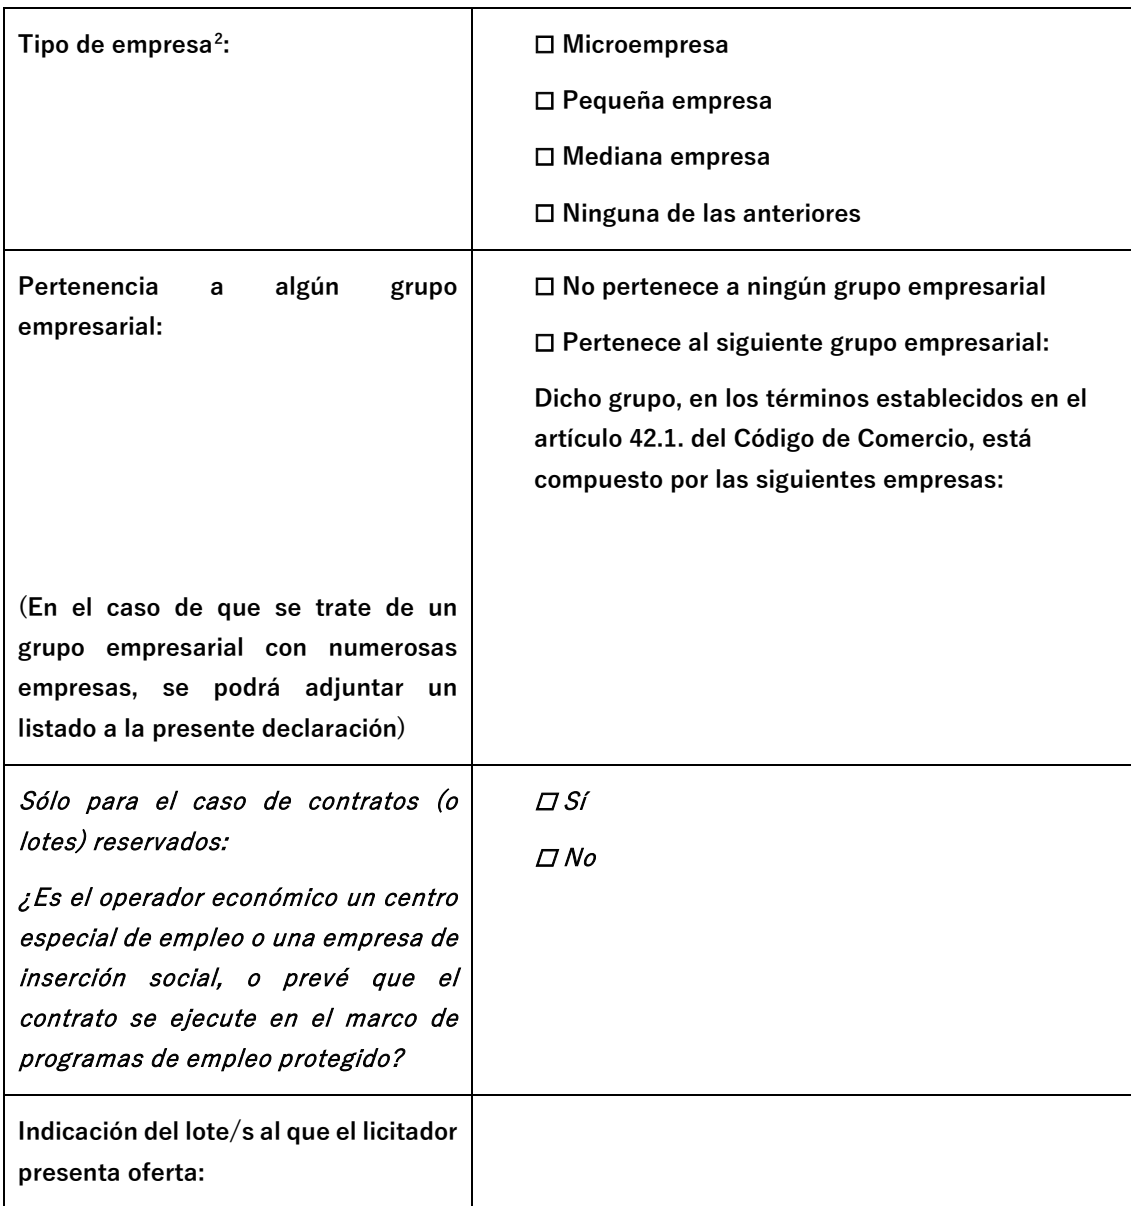 Tipo de empresa²:
☐ Microempresa
☐ Pequeña empresa
☐ Mediana empresa
☐ Ninguna de las anteriores
Pertenencia a algún grupo
empresarial:
(En el caso de que se trate de un
grupo empresarial con numerosas
empresas, se podrá adjuntar un
listado a la presente declaración)
☐ No pertenece a ningún grupo empresarial
☐ Pertenece al siguiente grupo empresarial:
Dicho grupo, en los términos establecidos en el
artículo 42.1. del Código de Comercio, está
compuesto por las siguientes empresas:
Sólo para el caso de contratos (o
lotes) reservados:
¿Es el operador económico un centro
especial de empleo o una empresa de
inserción social, o prevé que el
contrato se ejecute en el marco de
programas de empleo protegido?
☐ Sí
☐ No
Indicación del lote/s al que el licitador
presenta oferta: